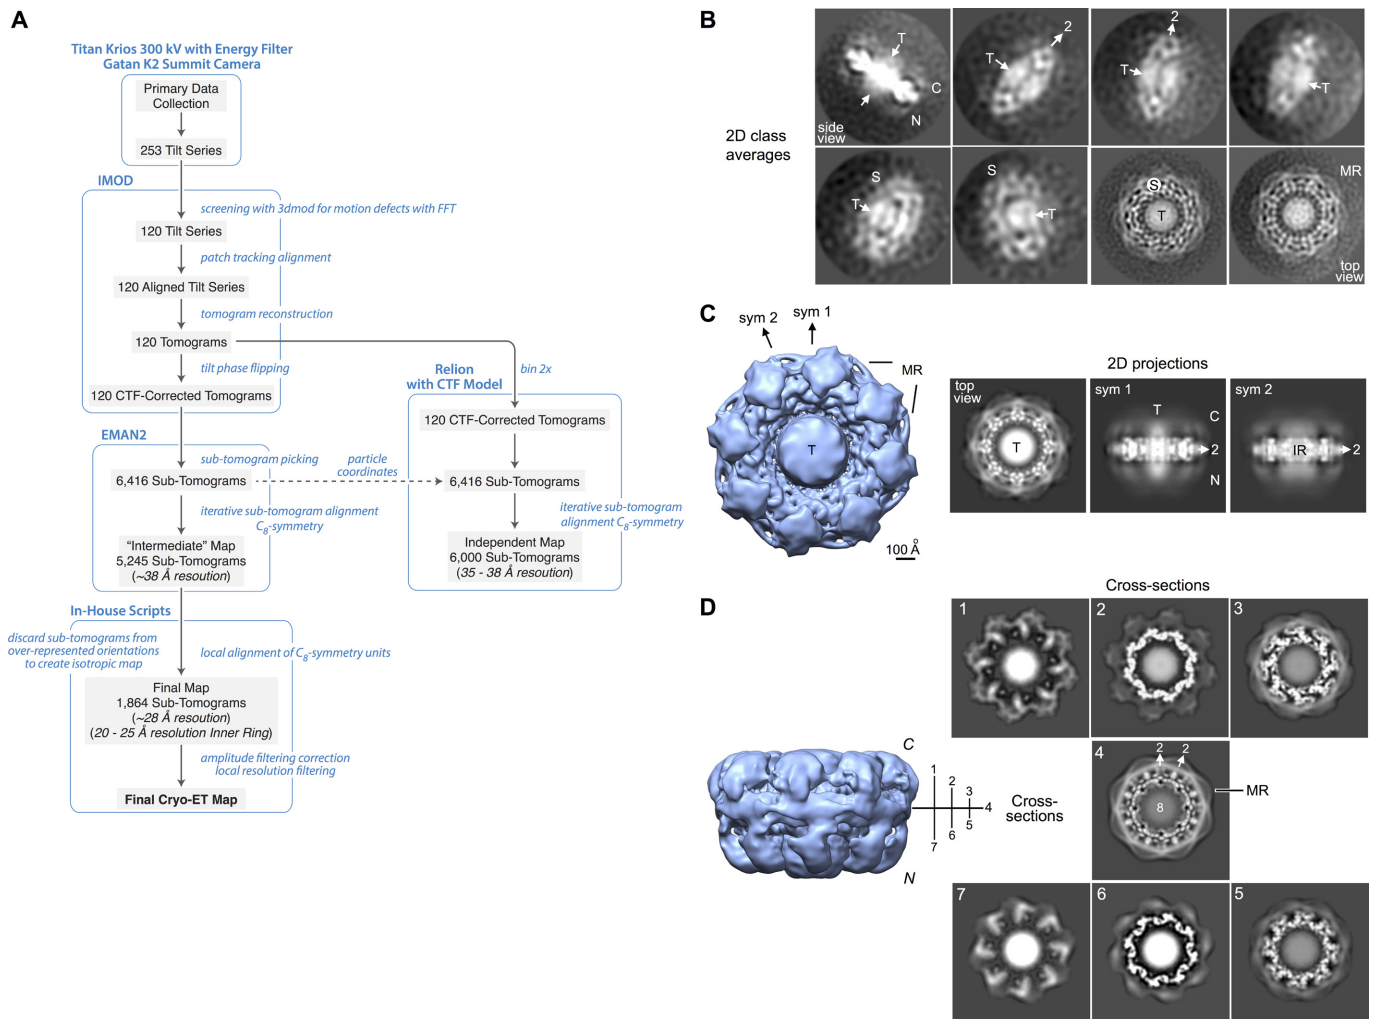 A
Titan Krios 300 kV with Energy Filter
Gatan K2 Summit Camera
Primary Data
Collection
253 Tilt Series
IMOD
screening with 3dmod for motion defects with FFT
120 Tilt Series
patch tracking alignment
120 Aligned Tilt Series
tomogram reconstruction
120 Tomograms
tilt phase flipping
bin 2x
120 CTF-Corrected Tomograms
Relion
with CTF Model
120 CTF-Corrected Tomograms
EMAN2
sub-tomogram picking
particle
coordinates
6,416 Sub-Tomograms
6,416 Sub-Tomograms
iterative sub-tomogram alignment
C8-symmetry
iterative sub-tomogram
alignment C8-symmetry
"Intermediate" Map
5,245 Sub-Tomograms
(~38 Å resoution)
Independent Map
6,000 Sub-Tomograms
(35 - 38 Å resoution)
In-House Scripts
discard sub-tomograms from
over-represented orientations
to create isotropic map
local alignment of C8-symmetry units
Final Map
1,864 Sub-Tomograms
(~28 Å resoution)
(20 - 25 Å resolution Inner Ring)
amplitude filtering correction
local resolution filtering
Final Cryo-ET Map
B
2D class
averages
T
C
N
side
view
2
T
2
T
T
S
T
S
T
S
T
MR
top
view
C
sym 2
sym 1
MR
T
100 Å
2D projections
top
view
T
sym 1
T
C
2
N
sym 2
IR
2
D
Cross-sections
C
N
1
2
3
4
5
6
7
Cross-
sections
1
2
3
4
2
2
8
MR
7
6
5